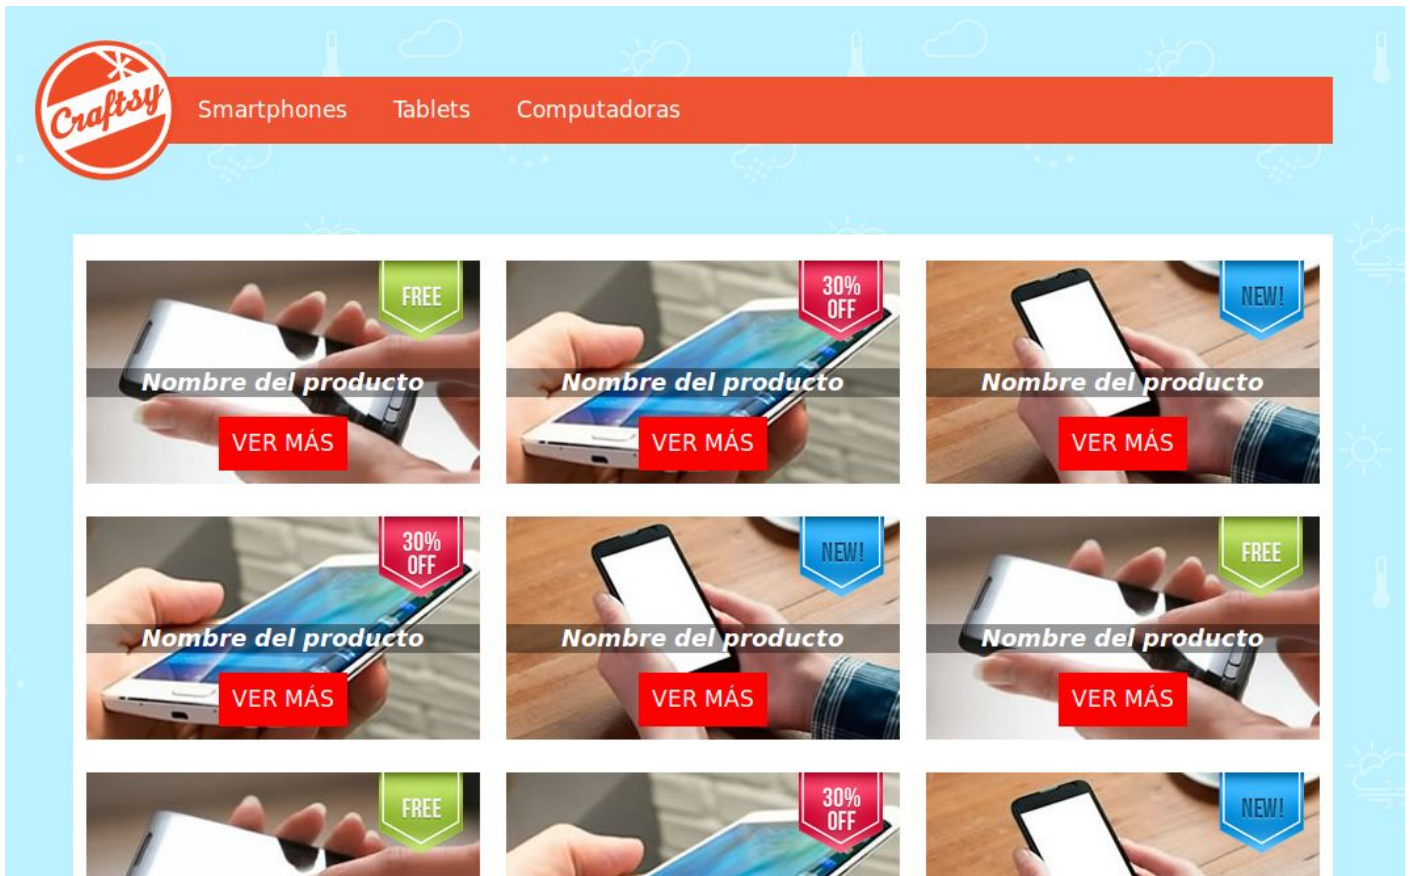 Craftsy
Smartphones Tablets Computadoras
FREE
30%
OFF
NEW!
Nombre del producto Nombre del producto Nombre del producto
VER MÁS VER MÁS VER MÁS
30%
OFF
NEW!
FREE
Nombre del producto Nombre del producto Nombre del producto
VER MÁS VER MÁS VER MÁS
FREE
30%
OFF
NEW!